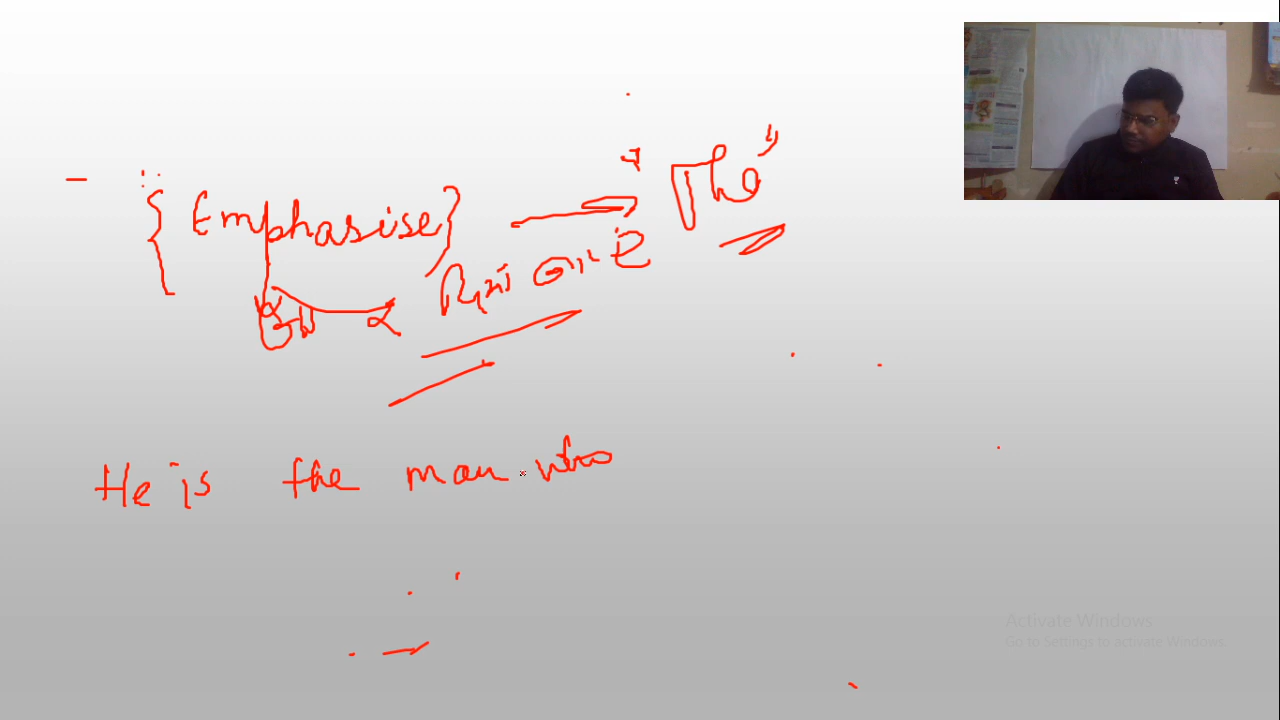 {Emphasise} → "The"
He is the man who
Activate Windows
Go to Settings to activate Windows.